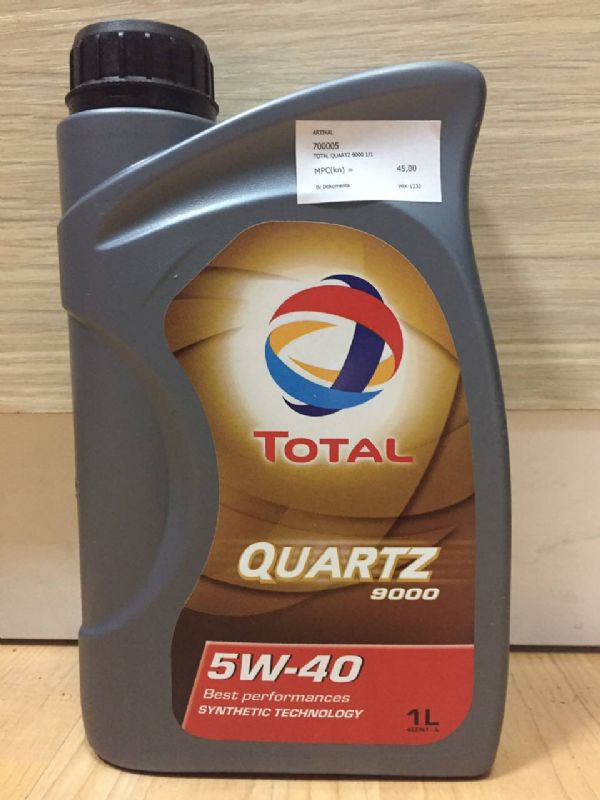 ARTIKAL
700005
TOTAL QUARTZ 9000 1/1
MPC(kn) = 45,00
B/ Dokumenta
TOTAL
QUARTZ
9000
5W-40
Best performances
SYNTHETIC TECHNOLOGY
1L